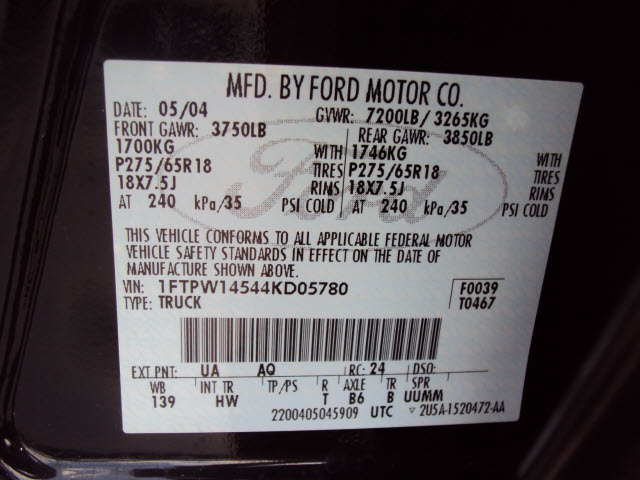 MFD. BY FORD MOTOR CO.
DATE: 05/04 GVWR: 7200LB/ 3265KG
FRONT GAWR: 3750LB REAR GAWR: 3850LB
1700KG WITH 1746KG WITH
P275/65R18 TIRES P275/65R18 TIRES
18X7.5J RIMS 18X7.5J RIMS
AT 240 kPa/35 PSI COLD AT 240 kPa/35 PSI COLD
Ford
THIS VEHICLE CONFORMS TO ALL APPLICABLE FEDERAL MOTOR
VEHICLE SAFETY STANDARDS IN EFFECT ON THE DATE OF
MANUFACTURE SHOWN ABOVE.
VIN: 1FTPW14544KD05780 F0039
TYPE: TRUCK T0467
EXT PNT: UA AQ RC: 24 DSO:
WB INT TR TP/PS R AXLE TR SPR
139 HW T B6 B UUMM
2200405045909 UTC ▽ 2U5A-1520472-AA